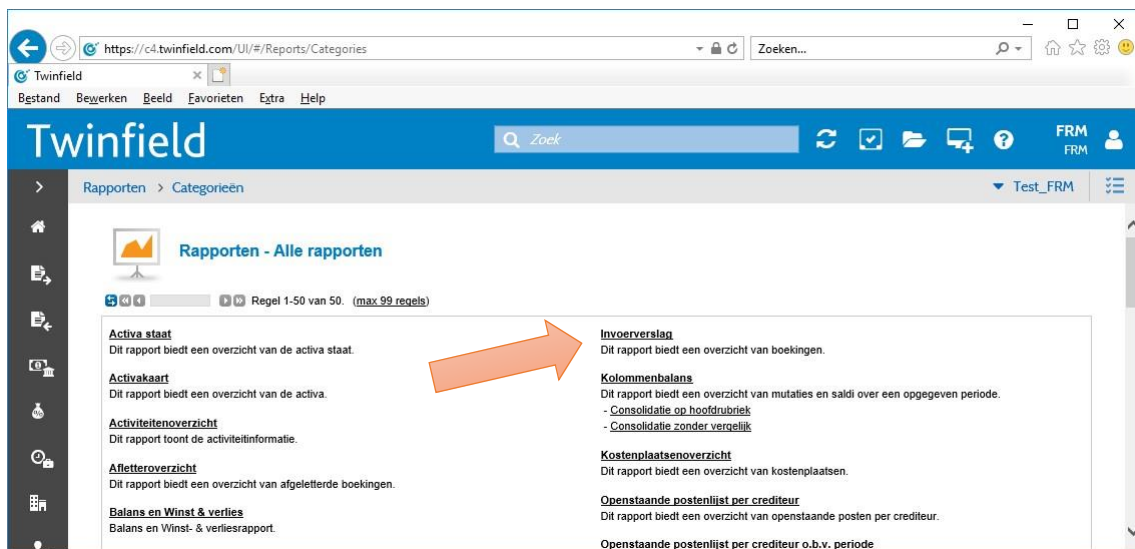 https://c4.twinfield.com/UI/#/Reports/Categories
Zoeken...
Twinfield
Bestand Bewerken Beeld Favorieten Extra Help
Twinfield
Zoek
FRM
FRM
Rapporten > Categorieën
Test_FRM
Rapporten - Alle rapporten
Regel 1-50 van 50. (max 99 regels)
Activa staat
Dit rapport biedt een overzicht van de activa staat.
Activakaart
Dit rapport biedt een overzicht van de activa.
Activiteitenoverzicht
Dit rapport toont de activiteitinformatie.
Afletteroverzicht
Dit rapport biedt een overzicht van afgeletterde boekingen.
Balans en Winst & verlies
Balans en Winst- & verliesrapport.
Invoerverslag
Dit rapport biedt een overzicht van boekingen.
Kolommenbalans
Dit rapport biedt een overzicht van mutaties en saldi over een opgegeven periode.
- Consolidatie op hoofdrubriek
- Consolidatie zonder vergelijk
Kostenplaatsenoverzicht
Dit rapport biedt een overzicht van kostenplaatsen.
Openstaande postenlijst per crediteur
Dit rapport biedt een overzicht van openstaande posten per crediteur.
Openstaande postenlijst per crediteur o.b.v. periode